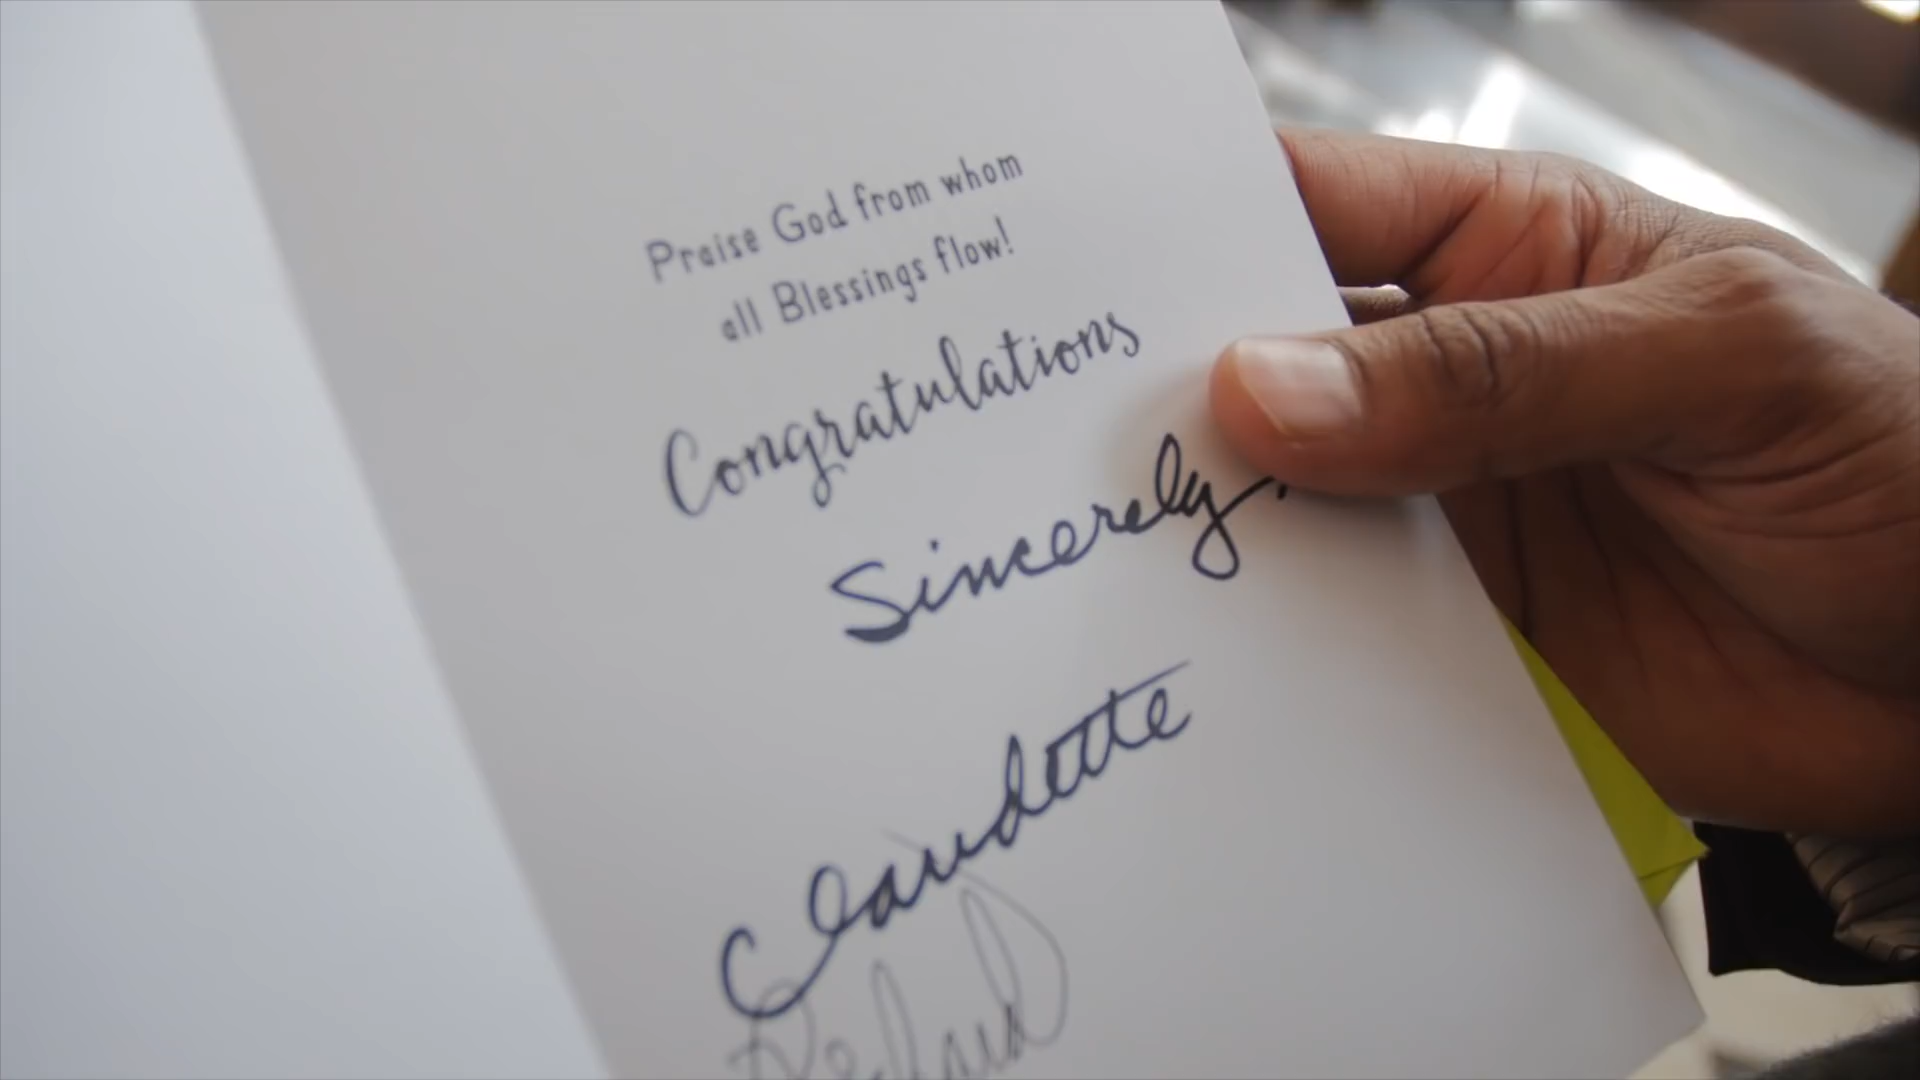 Praise God from whom
all Blessings flow!
Congratulations
Sincerely,
Claudette